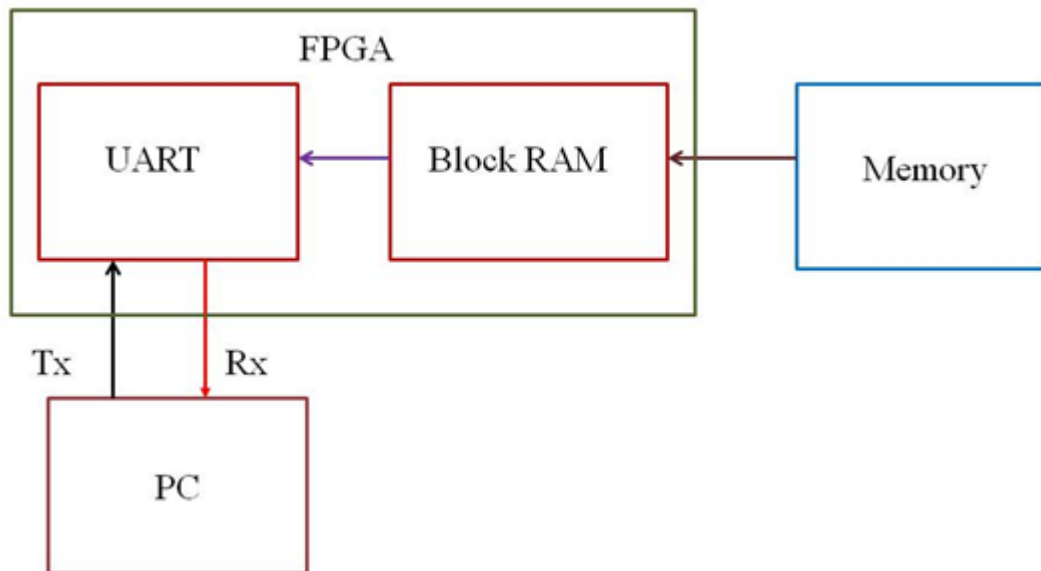 FPGA
UART
Block RAM
Memory
Tx
Rx
PC